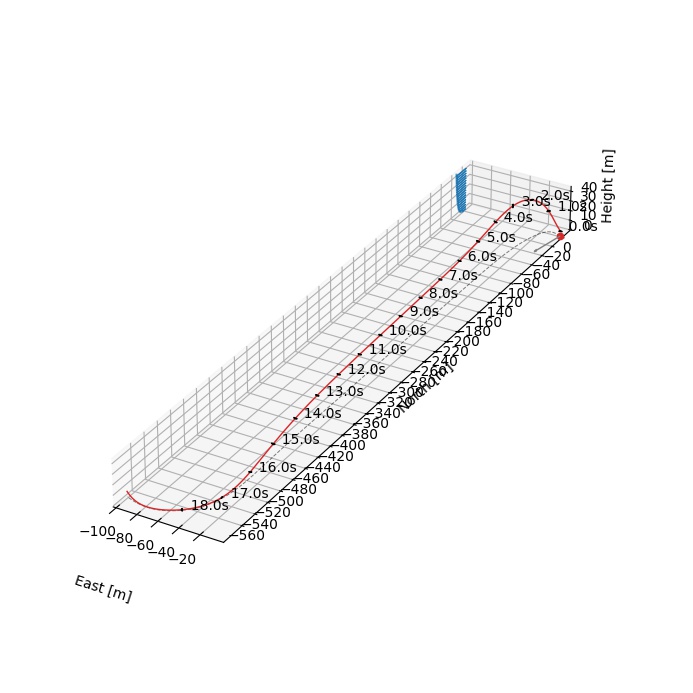 40
30
20
10
0
Height [m]
0.0s
1.0s
2.0s
3.0s
4.0s
5.0s
6.0s
7.0s
8.0s
9.0s
10.0s
11.0s
12.0s
13.0s
14.0s
15.0s
16.0s
17.0s
18.0s
0
−20
−40
−60
−80
−100
−120
−140
−160
−180
−200
−220
−240
−260
−280
−300
−320
−340
−360
−380
−400
−420
−440
−460
−480
−500
−520
−540
−560
North [m]
−100
−80
−60
−40
−20
East [m]